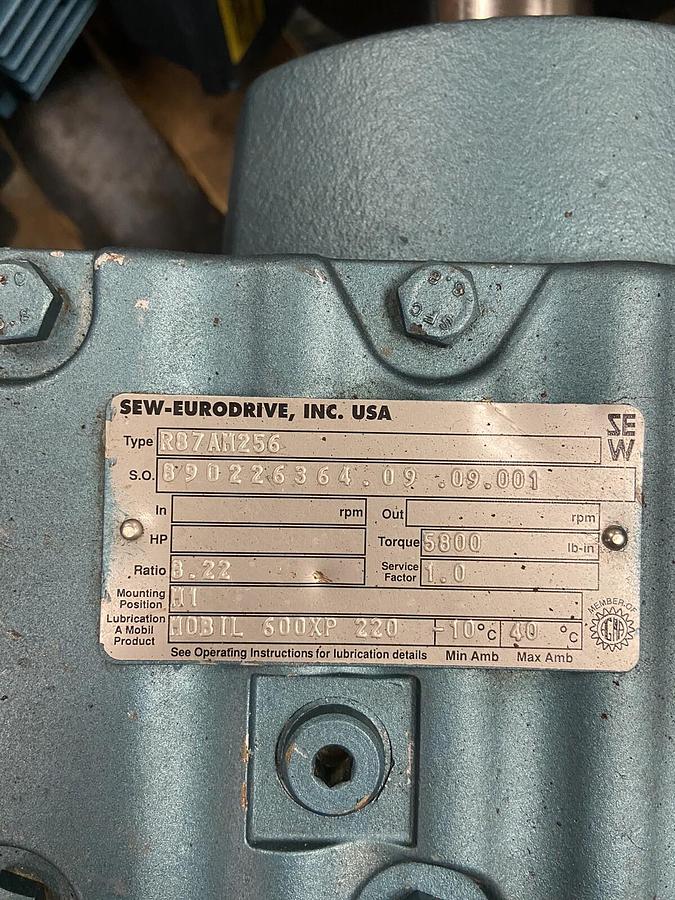 SEW-EURODRIVE, INC. USA
SEW
Type R87AM256
S.O. 890226364.09 .09.001
In rpm Out rpm
HP Torque 5800 lb-in
Ratio 8.22 Service Factor 1.0
Mounting Position M1
Lubrication A Mobil Product MOBIL 600XP 220 -10°C 40 °C
See Operating Instructions for lubrication details Min Amb Max Amb
MEMBER OF